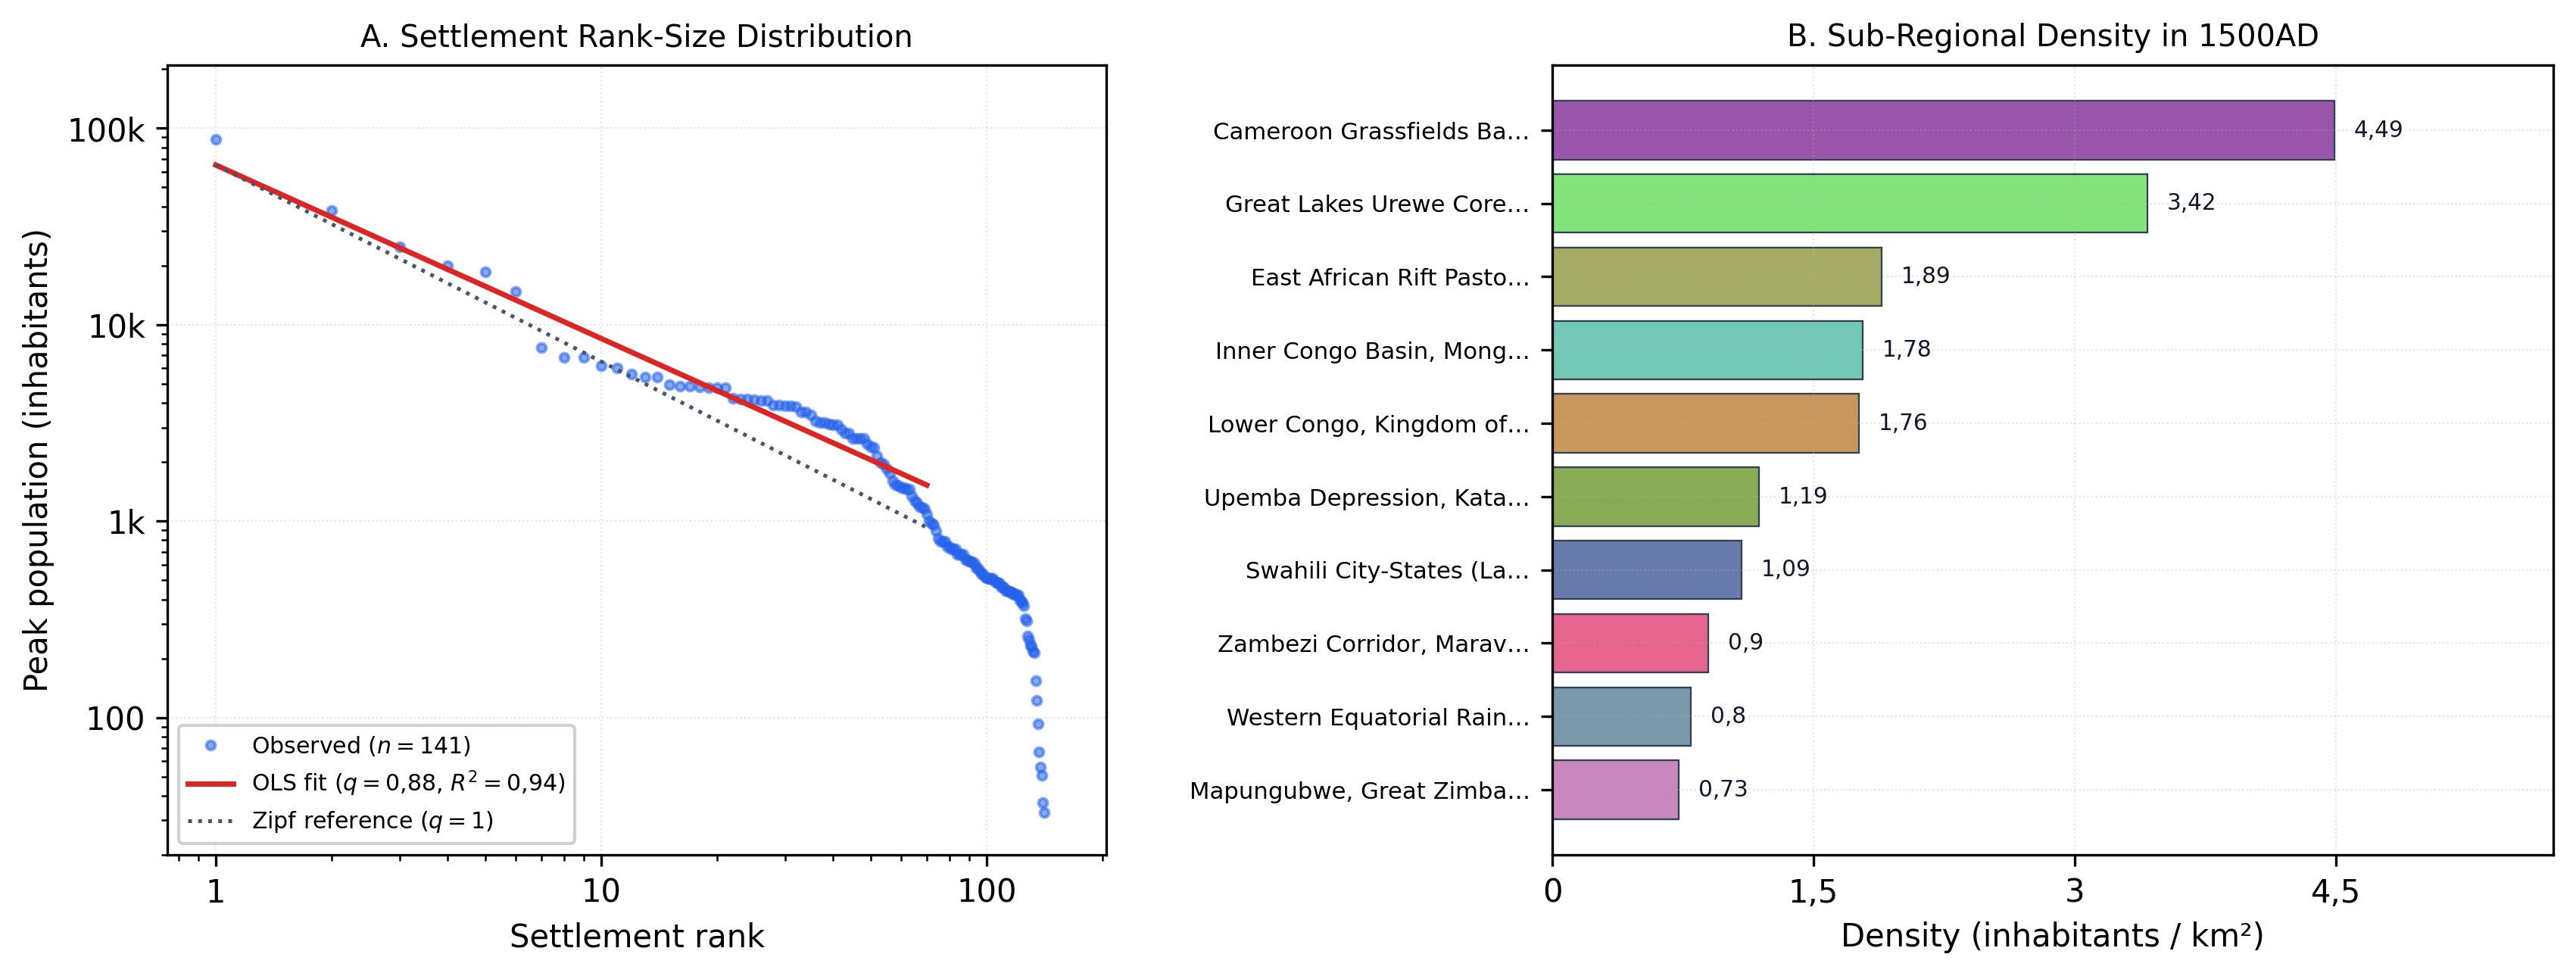 A. Settlement Rank-Size Distribution
Peak population (inhabitants)
100k
10k
1k
100
Observed (n = 141)
OLS fit (q = 0,88, R² = 0,94)
Zipf reference (q = 1)
1
10
100
Settlement rank
B. Sub-Regional Density in 1500AD
Cameroon Grassfields Ba... 4,49
Great Lakes Urewe Core... 3,42
East African Rift Pasto... 1,89
Inner Congo Basin, Mong... 1,78
Lower Congo, Kingdom of... 1,76
Upemba Depression, Kata... 1,19
Swahili City-States (La... 1,09
Zambezi Corridor, Marav... 0,9
Western Equatorial Rain... 0,8
Mapungubwe, Great Zimba... 0,73
0
1,5
3
4,5
Density (inhabitants / km²)